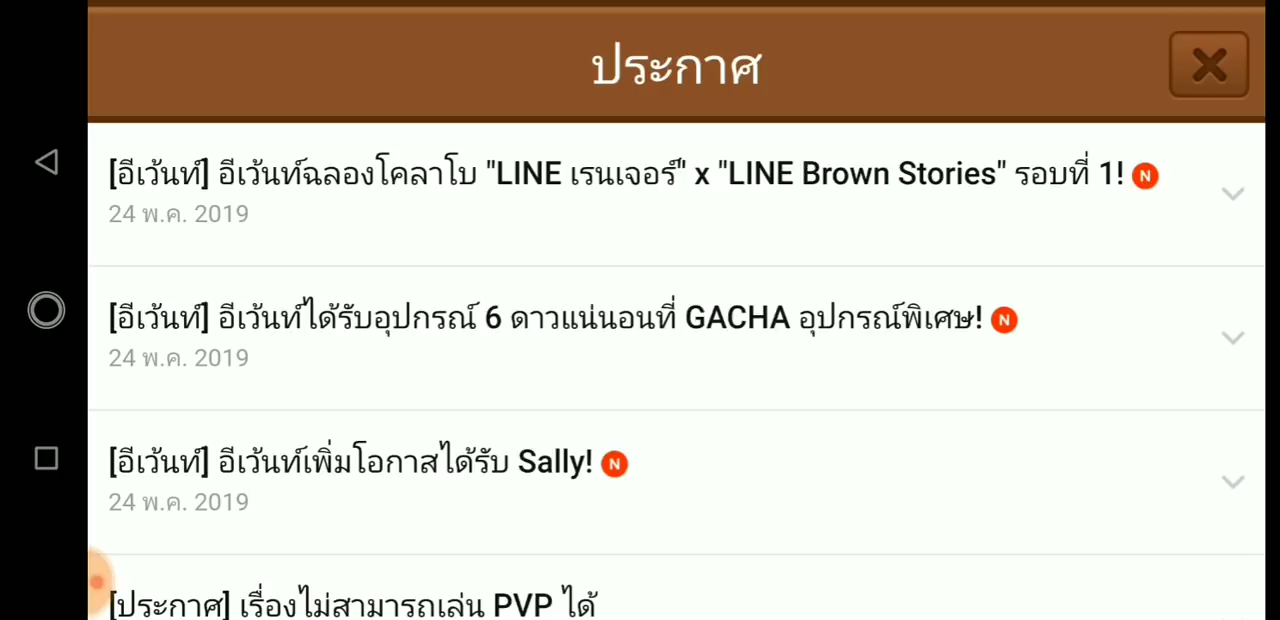 ประกาศ
[อีเว้นท์] อีเว้นท์ฉลองโคลาโบ "LINE เรนเจอร์" x "LINE Brown Stories" รอบที่ 1! N
24 พ.ค. 2019
[อีเว้นท์] อีเว้นท์ได้รับอุปกรณ์ 6 ดาวแน่นอนที่ GACHA อุปกรณ์พิเศษ! N
24 พ.ค. 2019
[อีเว้นท์] อีเว้นท์เพิ่มโอกาสได้รับ Sally! N
24 พ.ค. 2019
[ประกาศ] เรื่องไม่สามารถเล่น PVP ได้